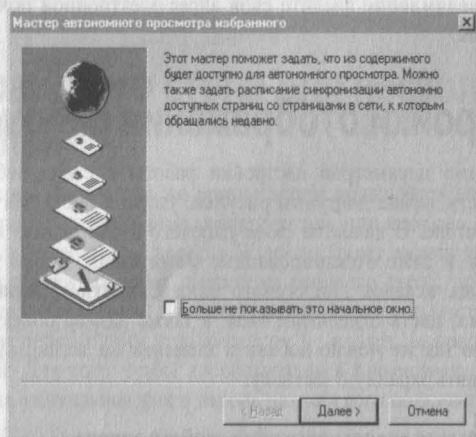 Мастер автономного просмотра избранного
Этот мастер поможет задать, что из содержимого
будет доступно для автономного просмотра. Можно
также задать расписание синхронизации автономно
доступных страниц со страницами в сети, к которым
обращались недавно.
Больше не показывать это начальное окно.
< Назад
Далее >
Отмена